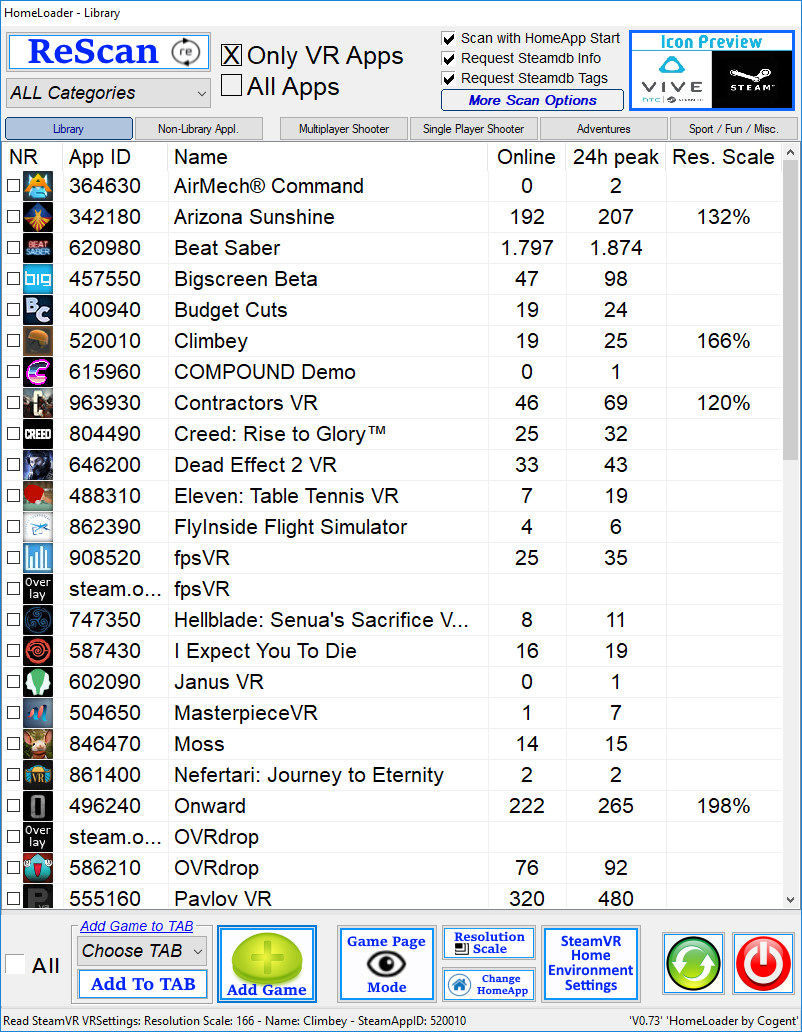 HomeLoader - Library
ReScan re
ALL Categories
X Only VR Apps
All Apps
Scan with HomeApp Start
Request Steamdb Info
Request Steamdb Tags
More Scan Options
Icon Preview
VIVE
STEAM™
Library Non-Library Appl. Multiplayer Shooter Single Player Shooter Adventures Sport / Fun / Misc.
NR App ID Name Online 24h peak Res. Scale
364630 AirMech® Command 0 2
342180 Arizona Sunshine 192 207 132%
BEAT SABER 620980 Beat Saber 1.797 1.874
big 457550 Bigscreen Beta 47 98
BC 400940 Budget Cuts 19 24
520010 Climbey 19 25 166%
615960 COMPOUND Demo 0 1
963930 Contractors VR 46 69 120%
CREED 804490 Creed: Rise to Glory™ 25 32
646200 Dead Effect 2 VR 33 43
488310 Eleven: Table Tennis VR 7 19
862390 FlyInside Flight Simulator 4 6
908520 fpsVR 25 35
Over lay steam.o... fpsVR
747350 Hellblade: Senua's Sacrifice V... 8 11
587430 I Expect You To Die 16 19
602090 Janus VR 0 1
504650 MasterpieceVR 1 7
846470 Moss 14 15
VR 861400 Nefertari: Journey to Eternity 2 2
496240 Onward 222 265 198%
Over lay steam.o... OVRdrop
586210 OVRdrop 76 92
555160 Pavlov VR 320 480
All
Add Game to TAB
Choose TAB
Add To TAB
Add Game
Game Page
Mode
Resolution
Scale
Change
HomeApp
SteamVR
Home
Environment
Settings
Read SteamVR VRSettings: Resolution Scale: 166 - Name: Climbey - SteamAppID: 520010 'V0.73' 'HomeLoader by Cogent'